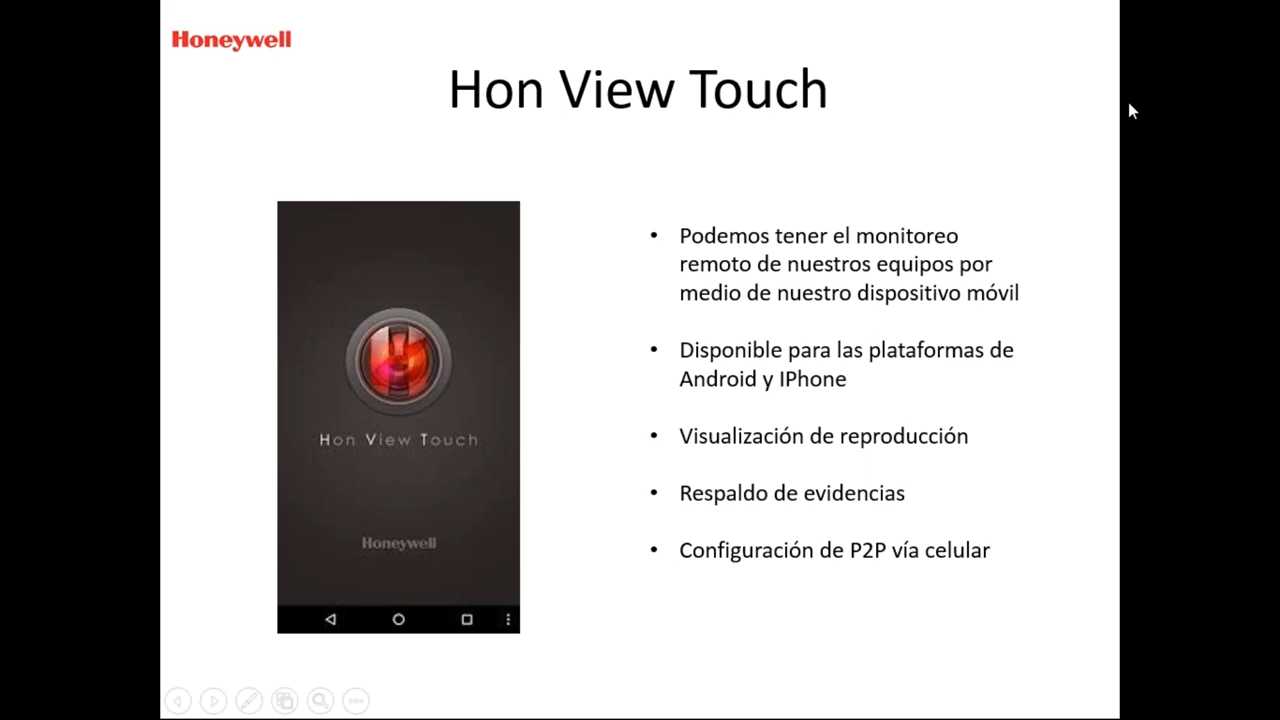 Honeywell
Hon View Touch
Hon View Touch
Honeywell
• Podemos tener el monitoreo
remoto de nuestros equipos por
medio de nuestro dispositivo móvil
• Disponible para las plataformas de
Android y IPhone
• Visualización de reproducción
• Respaldo de evidencias
• Configuración de P2P vía celular